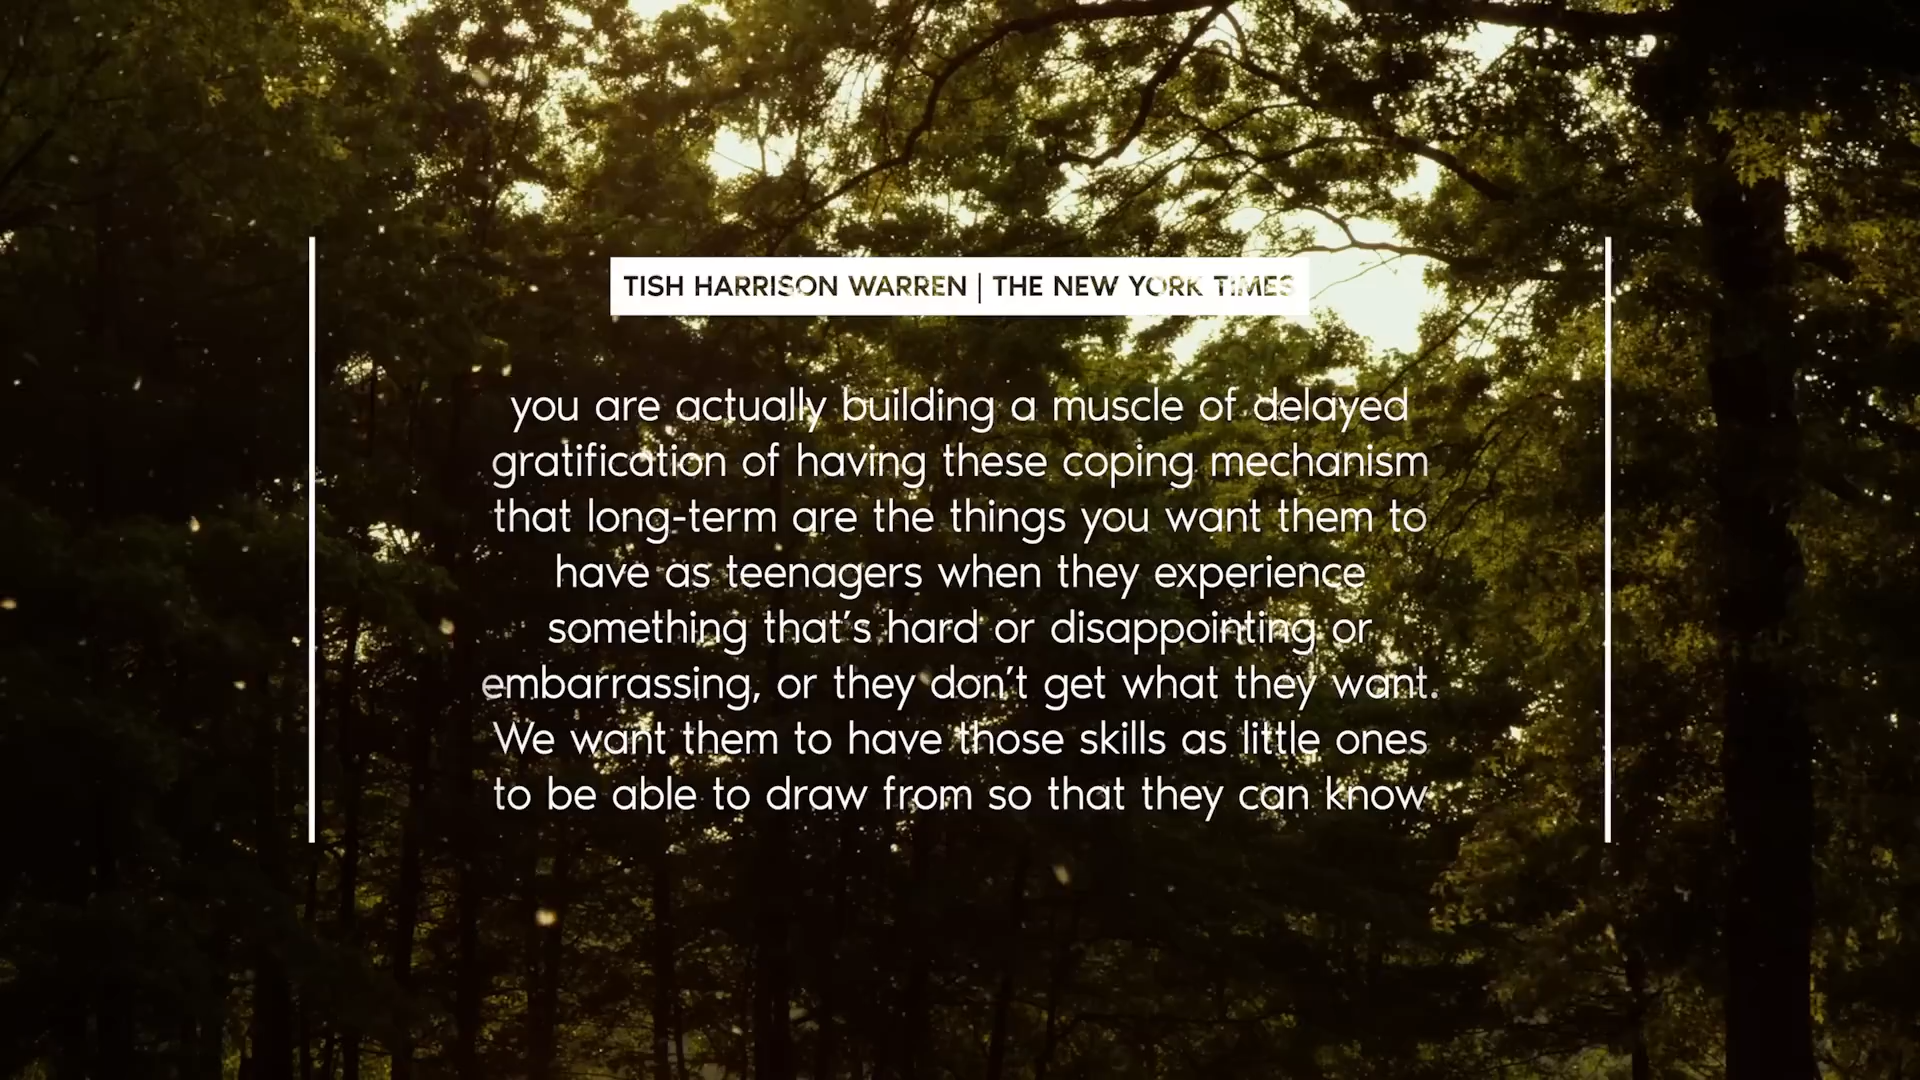 TISH HARRISON WARREN | THE NEW YORK TIMES
you are actually building a muscle of delayed
gratification of having these coping mechanism
that long-term are the things you want them to
have as teenagers when they experience
something that's hard or disappointing or
embarrassing, or they don't get what they want.
We want them to have those skills as little ones
to be able to draw from so that they can know